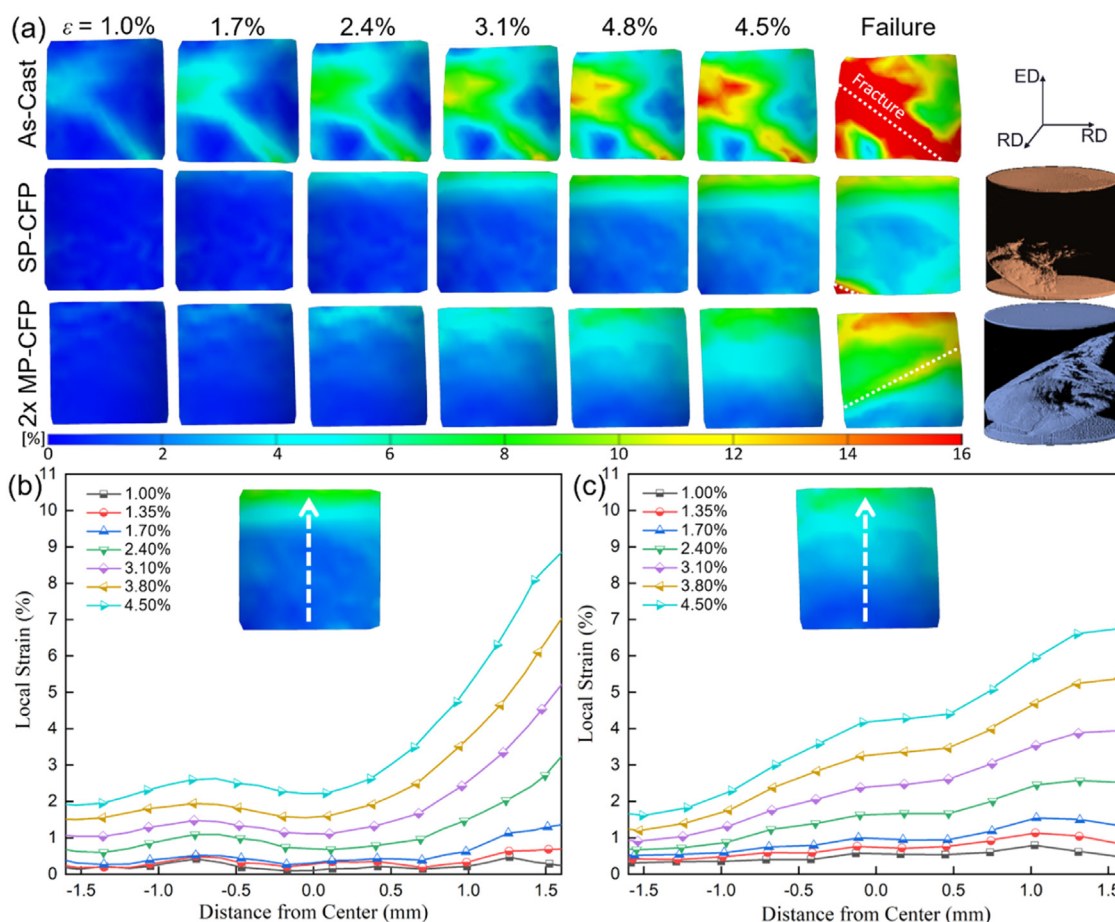 (a) ε = 1.0% 1.7% 2.4% 3.1% 4.8% 4.5% Failure
As-Cast
Fracture
ED
RD
RD
SP-CFP
2x MP-CFP
[%]
0 2 4 6 8 10 12 14 16
(b)
11
10
9
8
7
6
5
4
3
2
1
0
Local Strain (%)
1.00%
1.35%
1.70%
2.40%
3.10%
3.80%
4.50%
-1.5 -1.0 -0.5 0.0 0.5 1.0 1.5
Distance from Center (mm)
(c)
11
10
9
8
7
6
5
4
3
2
1
0
Local Strain (%)
1.00%
1.35%
1.70%
2.40%
3.10%
3.80%
4.50%
-1.5 -1.0 -0.5 0.0 0.5 1.0 1.5
Distance from Center (mm)